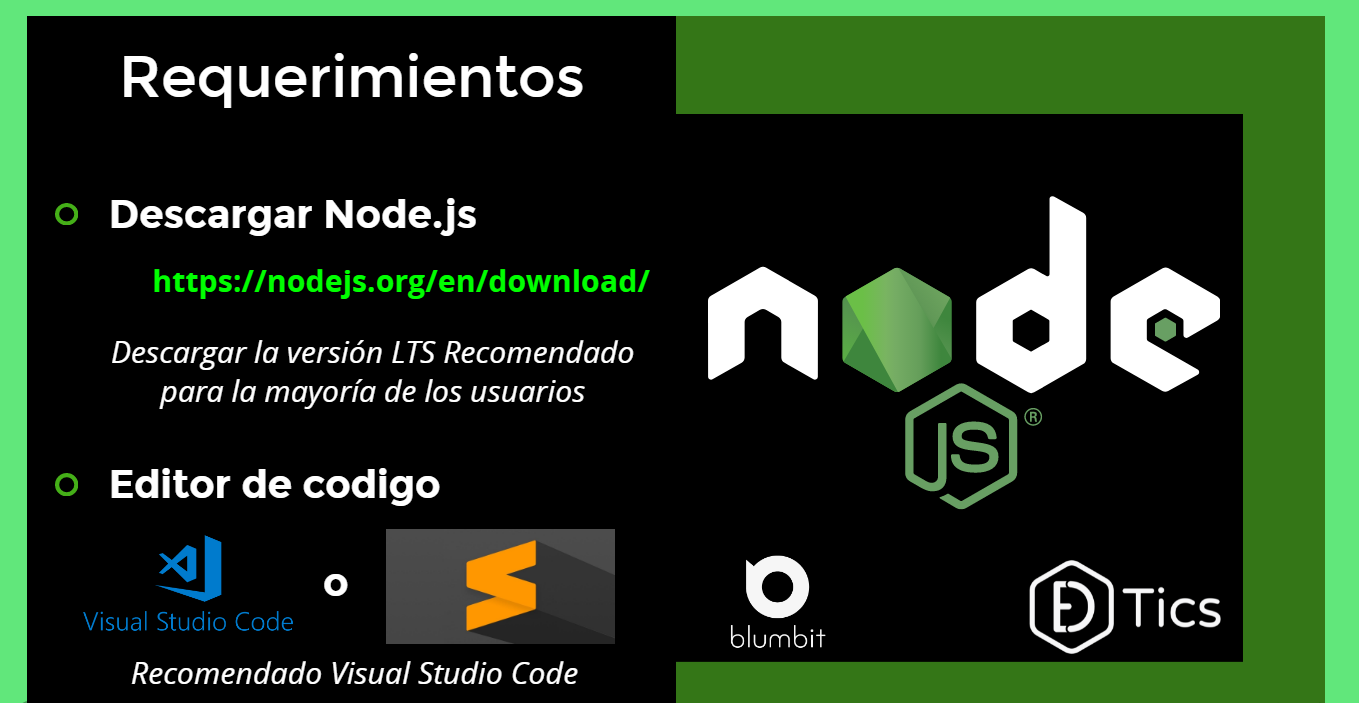 Requerimientos
Descargar Node.js
https://nodejs.org/en/download/
Descargar la versión LTS Recomendado
para la mayoría de los usuarios
Editor de codigo
Visual Studio Code
o
Recomendado Visual Studio Code
node
JS®
blumbit
ED Tics